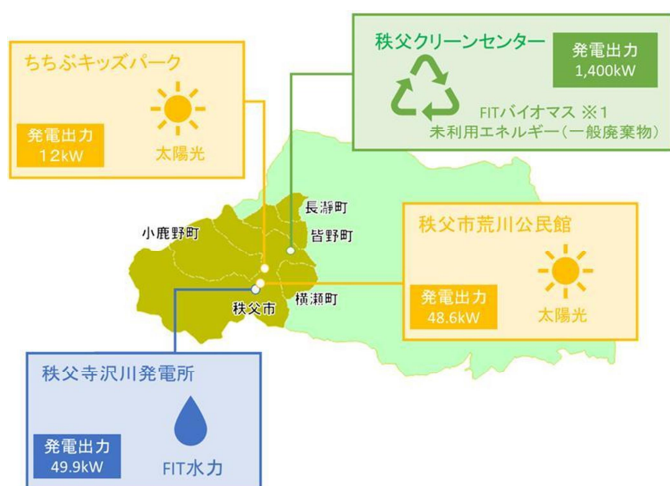 ちちぶキッズパーク
発電出力
12kW
太陽光
秩父クリーンセンター
発電出力
1,400kW
FITバイオマス ※1
未利用エネルギー(一般廃棄物)
長瀞町
皆野町
小鹿野町
横瀬町
秩父市
秩父市荒川公民館
発電出力
48.6kW
太陽光
秩父寺沢川発電所
発電出力
49.9kW
FIT水力